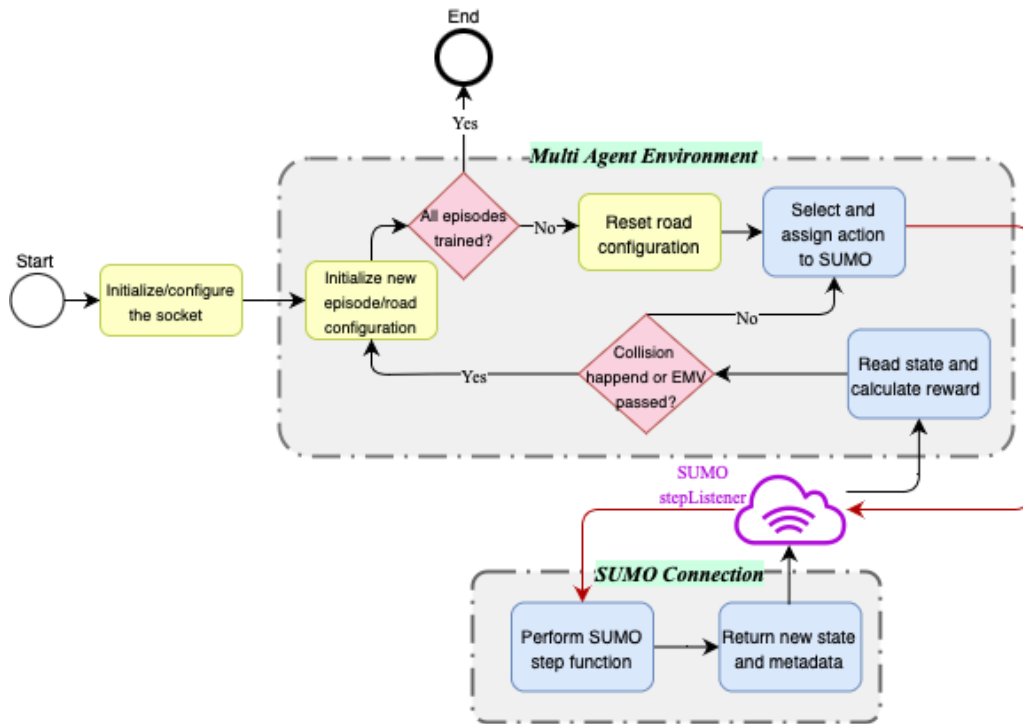 End
Yes
Multi Agent Environment
All episodes
trained?
No
Reset road
configuration
Select and
assign action
to SUMO
Start
Initialize/configure
the socket
Initialize new
episode/road
configuration
No
Collision
happend or EMV
passed?
Yes
Read state and
calculate reward
SUMO
stepListener
SUMO Connection
Perform SUMO
step function
Return new state
and metadata